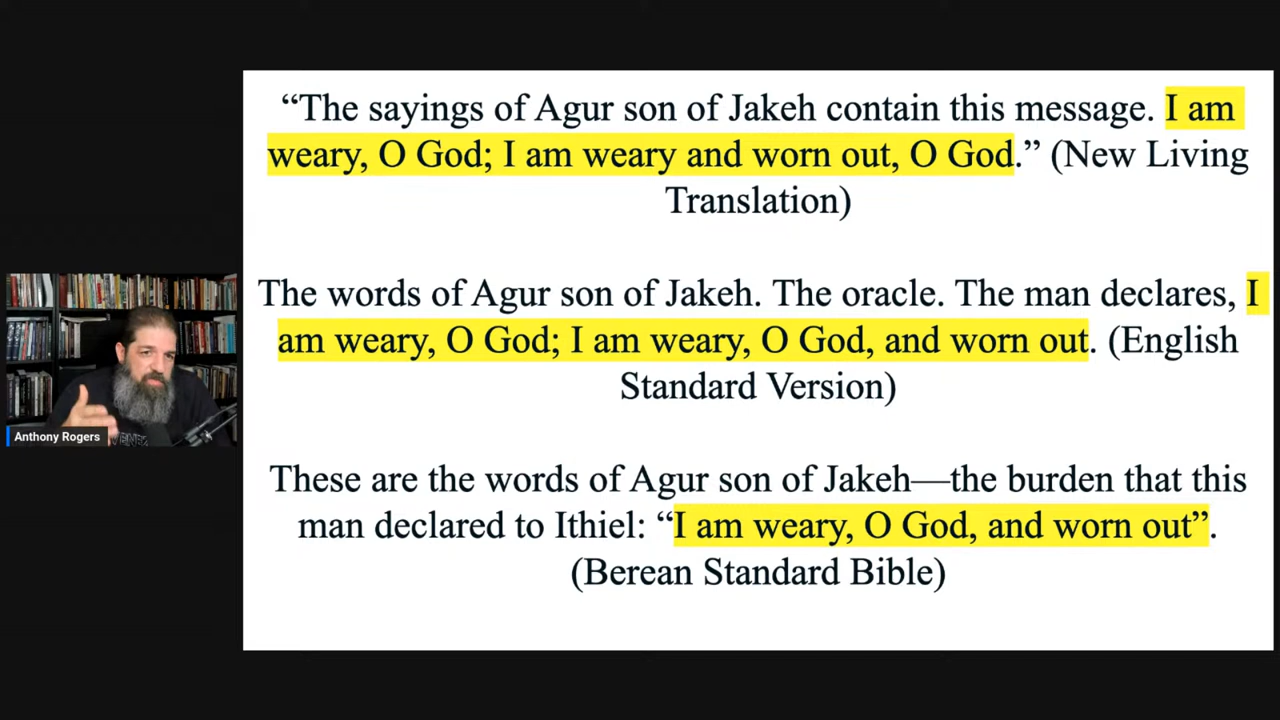 “The sayings of Agur son of Jakeh contain this message. I am
weary, O God; I am weary and worn out, O God.” (New Living
Translation)
The words of Agur son of Jakeh. The oracle. The man declares, I
am weary, O God; I am weary, O God, and worn out. (English
Standard Version)
These are the words of Agur son of Jakeh—the burden that this
man declared to Ithiel: “I am weary, O God, and worn out”.
(Berean Standard Bible)
Anthony Rogers